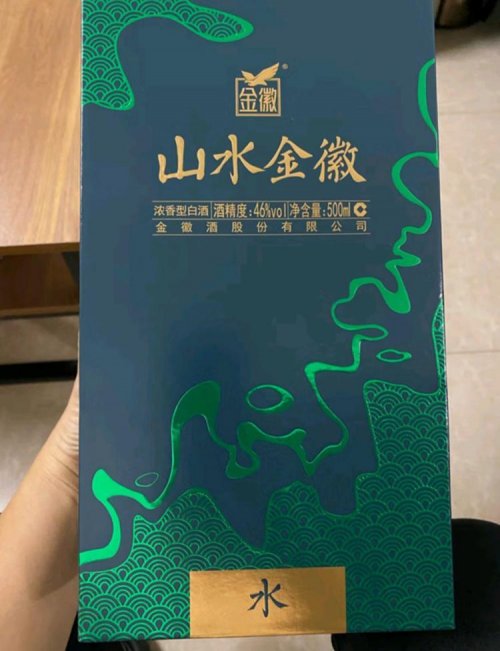 金徽
®
山水金徽
浓香型白酒 酒精度:46%vol 净含量:500ml
金徽酒股份有限公司
水